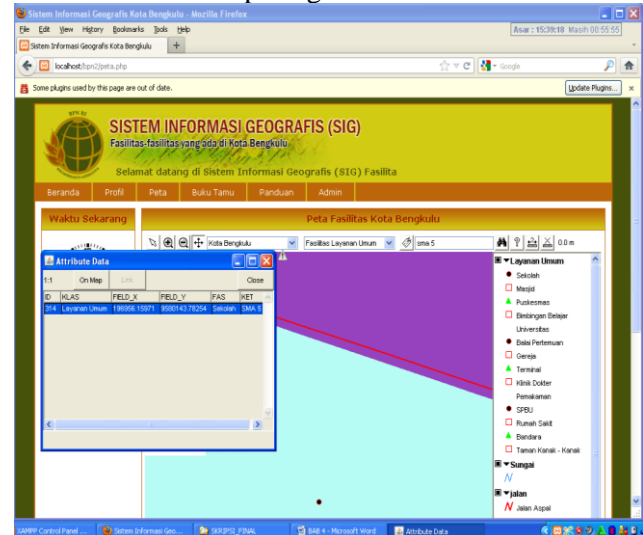 Sistem Informasi Geografis Kota Bengkulu - Mozilla Firefox
File Edit View History Bookmarks Tools Help
Asar : 15:39:18 Masih 00:55:55
Sistem Informasi Geografis Kota Bengkulu
localhost/bpn2/peta.php
Google
Some plugins used by this page are out of date.
Update Plugins...
SISTEM INFORMASI GEOGRAFIS (SIG)
Fasilitas-fasilitas yang ada di Kota Bengkulu
Selamat datang di Sistem Informasi Geografis (SIG) Fasilita
Beranda Profil Peta Buku Tamu Panduan Admin
Waktu Sekarang
Peta Fasilitas Kota Bengkulu
Kota Bengkulu Fasilitas Layanan Umum sma 5 0.0 m
Attribute Data
1:1 On Map Link Close
ID KLAS FIELD_X FIELD_Y FAS KET
314 Layanan Umum 196956.15971 9580143.78254 Sekolah SMA 5
Layanan Umum
Sekolah
Masjid
Puskesmas
Bimbingan Belajar
Universitas
Balai Pertemuan
Gereja
Terminal
Klinik Dokter
Pemakaman
SPBU
Rumah Sakit
Bandara
Taman Kanak - Kanak
Sungai
jalan
Jalan Aspal
XAMPP Control Panel ... Sistem Informasi Geo... SKRIPSI_FINAL BAB 4 - Microsoft Word Attribute Data